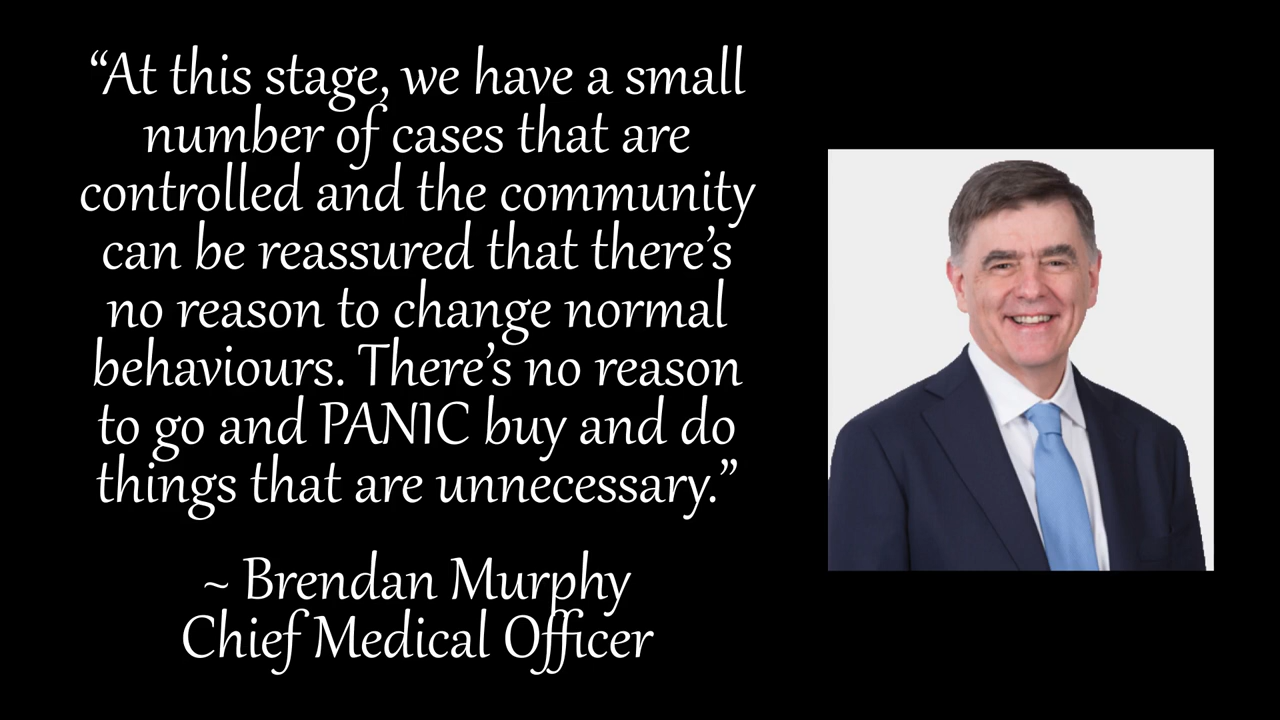 “At this stage, we have a small
number of cases that are
controlled and the community
can be reassured that there’s
no reason to change normal
behaviours. There’s no reason
to go and PANIC buy and do
things that are unnecessary.”
~ Brendan Murphy
Chief Medical Officer